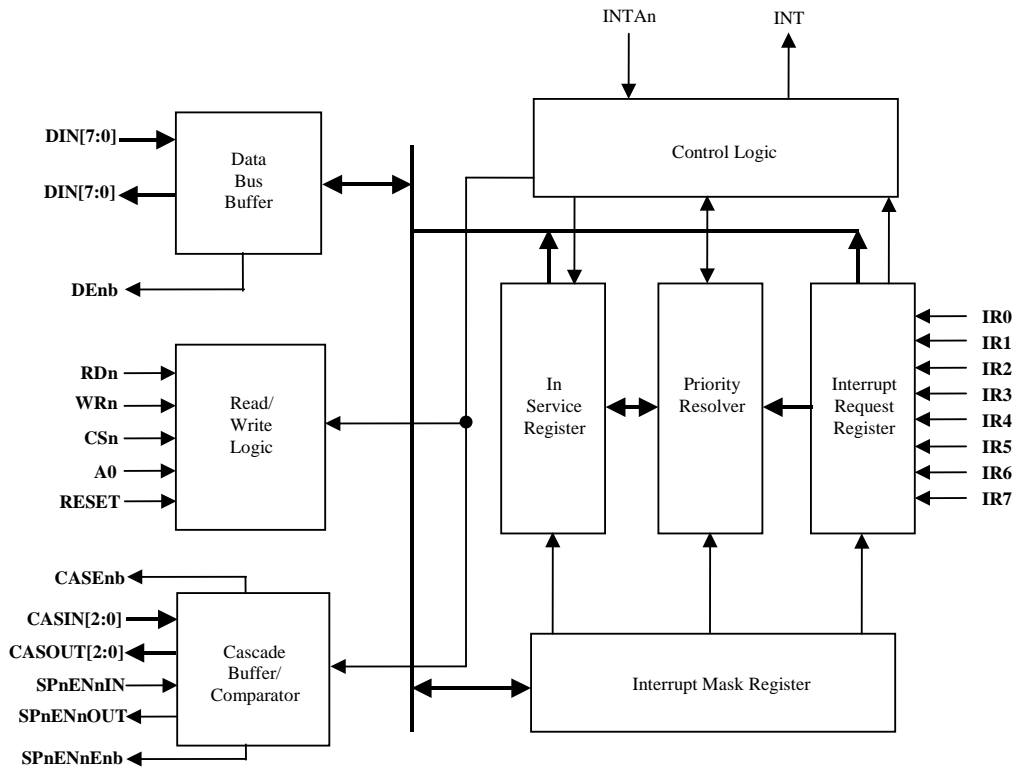 INTAn
INT
DIN[7:0]
DIN[7:0]
DEnb
Data
Bus
Buffer
Control Logic
RDn
WRn
CSn
A0
RESET
Read/
Write
Logic
In
Service
Register
Priority
Resolver
Interrupt
Request
Register
IR0
IR1
IR2
IR3
IR4
IR5
IR6
IR7
CASEnb
CASIN[2:0]
CASOUT[2:0]
SPnENnIN
SPnENnOUT
SPnENnEnb
Cascade
Buffer/
Comparator
Interrupt Mask Register